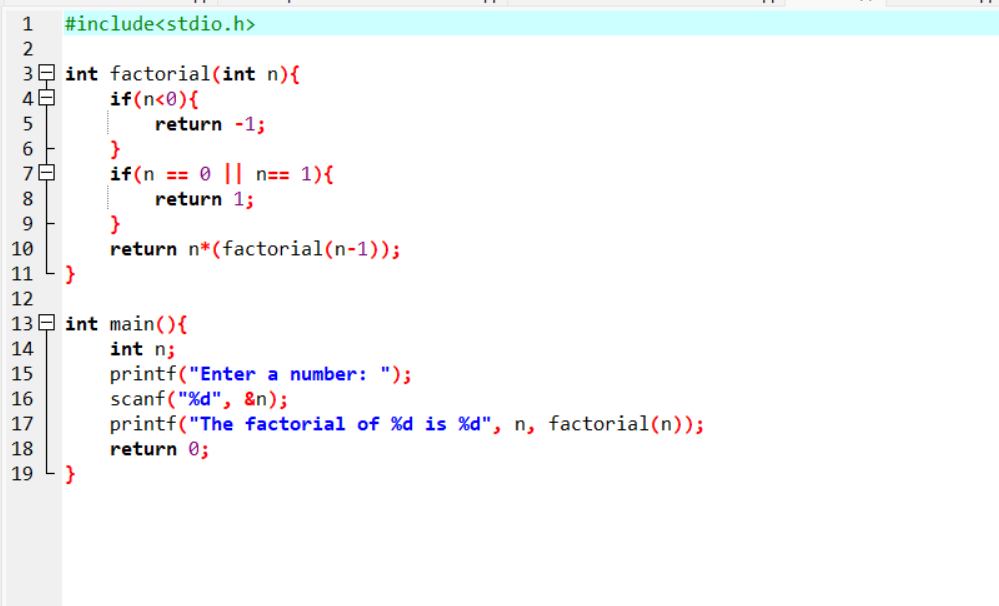 1 #include<stdio.h>
2
3 int factorial(int n){
4 if(n<0){
5 return -1;
6 }
7 if(n == 0 || n== 1){
8 return 1;
9 }
10 return n*(factorial(n-1));
11 }
12
13 int main(){
14 int n;
15 printf("Enter a number: ");
16 scanf("%d", &n);
17 printf("The factorial of %d is %d", n, factorial(n));
18 return 0;
19 }